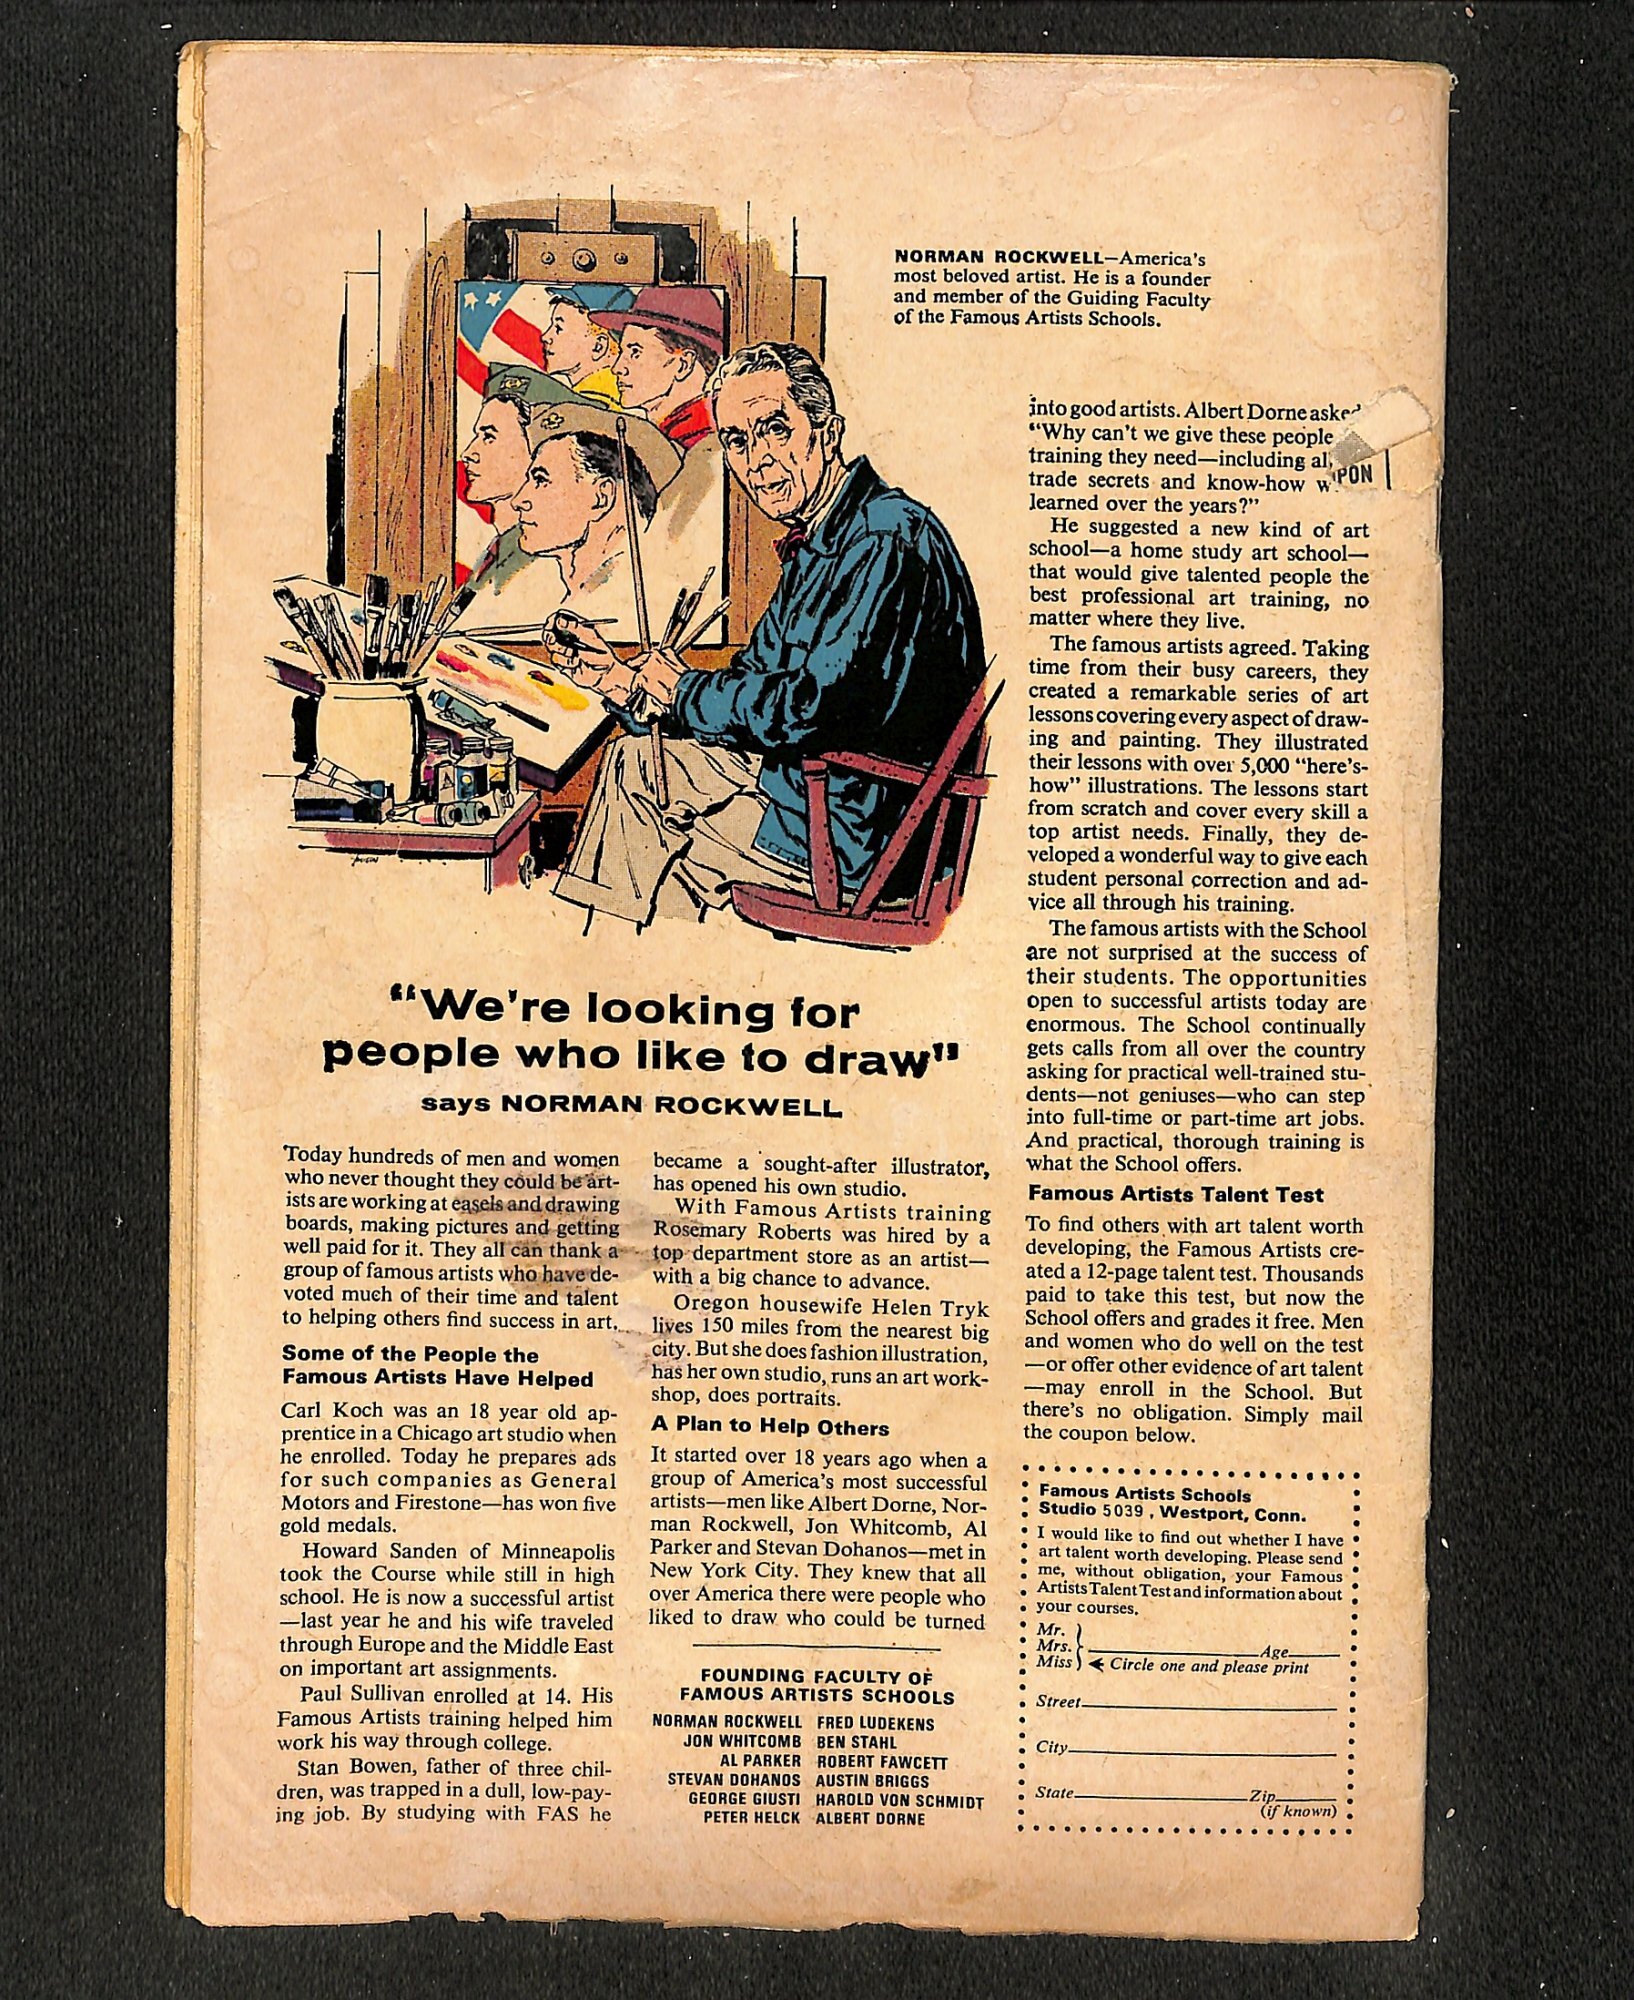 NORMAN ROCKWELL—America's
most beloved artist. He is a founder
and member of the Guiding Faculty
of the Famous Artists Schools.
"We're looking for
people who like to draw"
says NORMAN ROCKWELL
Today hundreds of men and women
who never thought they could be art-
ists are working at easels and drawing
boards, making pictures and getting
well paid for it. They all can thank a
group of famous artists who have de-
voted much of their time and talent
to helping others find success in art.
Some of the People the
Famous Artists Have Helped
Carl Koch was an 18 year old ap-
prentice in a Chicago art studio when
he enrolled. Today he prepares ads
for such companies as General
Motors and Firestone—has won five
gold medals.
Howard Sanden of Minneapolis
took the Course while still in high
school. He is now a successful artist
—last year he and his wife traveled
through Europe and the Middle East
on important art assignments.
Paul Sullivan enrolled at 14. His
Famous Artists training helped him
work his way through college.
Stan Bowen, father of three chil-
dren, was trapped in a dull, low-pay-
ing job. By studying with FAS he
became a sought-after illustrator,
has opened his own studio.
With Famous Artists training
Rosemary Roberts was hired by a
top department store as an artist—
with a big chance to advance.
Oregon housewife Helen Tryk
lives 150 miles from the nearest big
city. But she does fashion illustration,
has her own studio, runs an art work-
shop, does portraits.
A Plan to Help Others
It started over 18 years ago when a
group of America's most successful
artists—men like Albert Dorne, Nor-
man Rockwell, Jon Whitcomb, Al
Parker and Stevan Dohanos—met in
New York City. They knew that all
over America there were people who
liked to draw who could be turned
FOUNDING FACULTY OF
FAMOUS ARTISTS SCHOOLS
NORMAN ROCKWELL FRED LUDEKENS
JON WHITCOMB BEN STAHL
AL PARKER ROBERT FAWCETT
STEVAN DOHANOS AUSTIN BRIGGS
GEORGE GIUSTI HAROLD VON SCHMIDT
PETER HELCK ALBERT DORNE
into good artists. Albert Dorne asked
"Why can't we give these people
training they need—including al
trade secrets and know-how w
PON
learned over the years?"
He suggested a new kind of art
school—a home study art school—
that would give talented people the
best professional art training, no
matter where they live.
The famous artists agreed. Taking
time from their busy careers, they
created a remarkable series of art
lessons covering every aspect of draw-
ing and painting. They illustrated
their lessons with over 5,000 "here's-
how" illustrations. The lessons start
from scratch and cover every skill a
top artist needs. Finally, they de-
veloped a wonderful way to give each
student personal correction and ad-
vice all through his training.
The famous artists with the School
are not surprised at the success of
their students. The opportunities
open to successful artists today are
enormous. The School continually
gets calls from all over the country
asking for practical well-trained stu-
dents—not geniuses—who can step
into full-time or part-time art jobs.
And practical, thorough training is
what the School offers.
Famous Artists Talent Test
To find others with art talent worth
developing, the Famous Artists cre-
ated a 12-page talent test. Thousands
paid to take this test, but now the
School offers and grades it free. Men
and women who do well on the test
—or offer other evidence of art talent
—may enroll in the School. But
there's no obligation. Simply mail
the coupon below.
Famous Artists Schools
Studio 5039, Westport, Conn.
I would like to find out whether I have
art talent worth developing. Please send
me, without obligation, your Famous
Artists Talent Test and information about
your courses.
Mr.
Mrs. Age
Miss Circle one and please print
Street
City
State Zip
(if known)